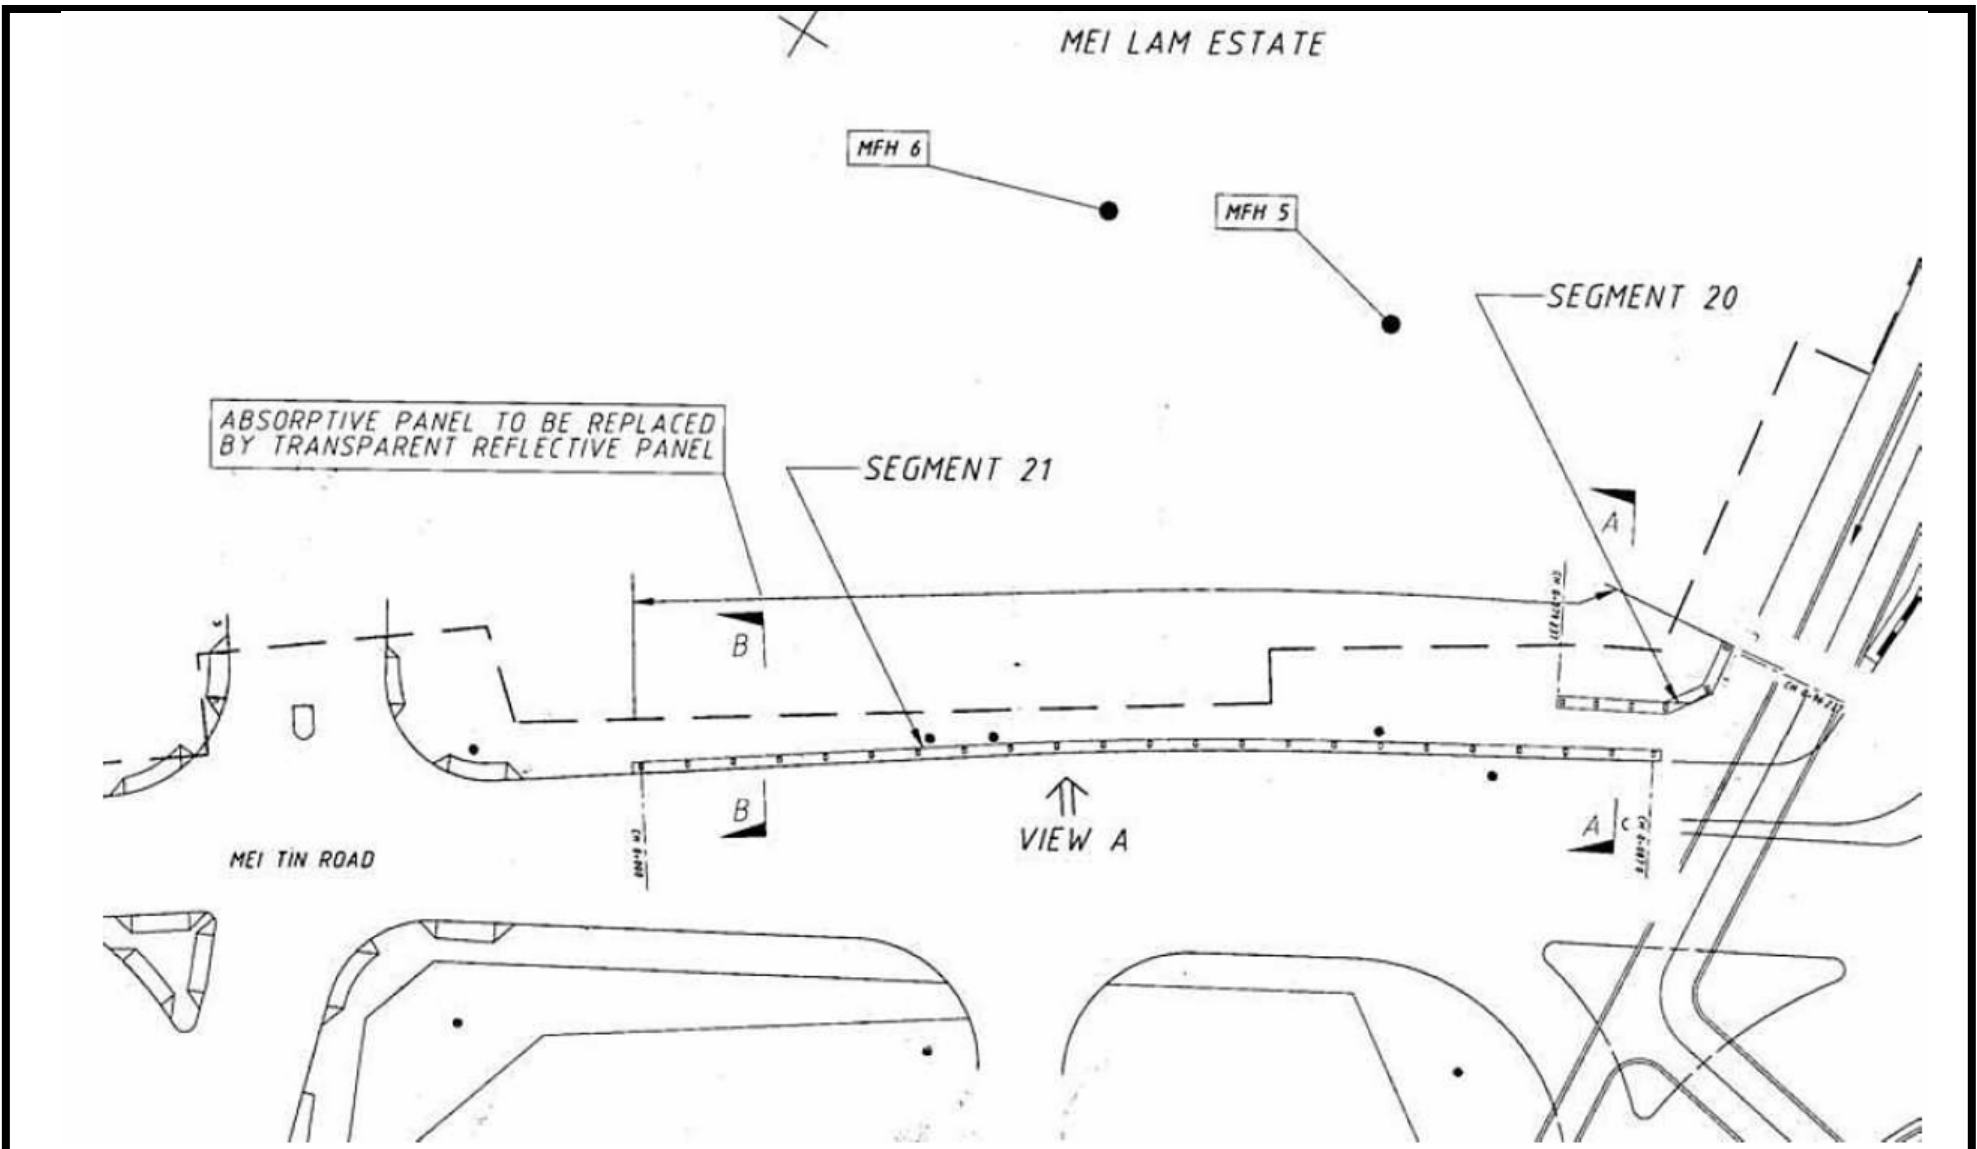 MEI LAM ESTATE
MFH 6
MFH 5
SEGMENT 20
ABSORPTIVE PANEL TO BE REPLACED
BY TRANSPARENT REFLECTIVE PANEL
SEGMENT 21
A
B
B
VIEW A
A
MEI TIN ROAD